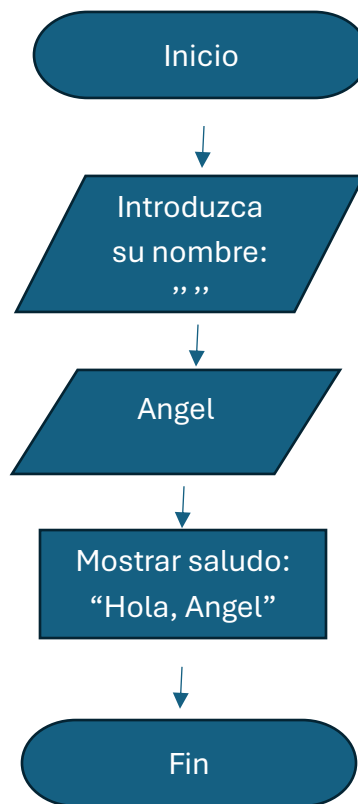 Inicio
Introduzca
su nombre:
,, ,,
Angel
Mostrar saludo:
“Hola, Angel”
Fin